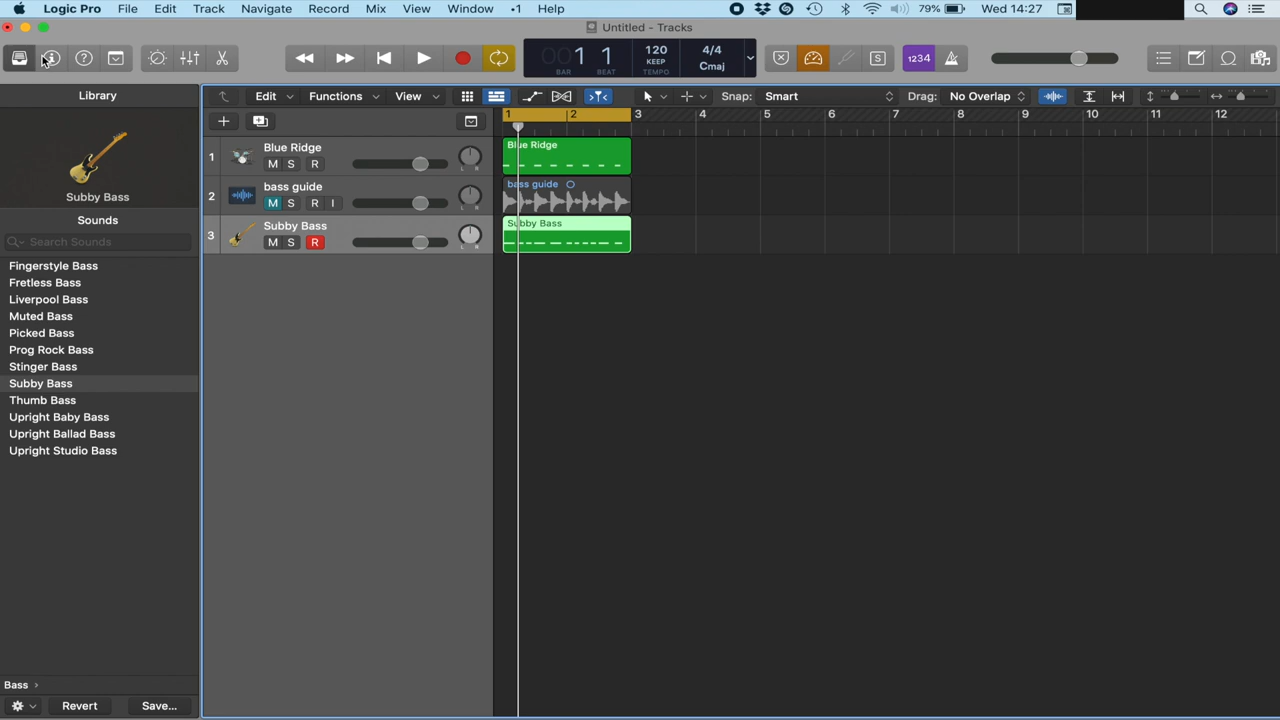 Logic Pro File Edit Track Navigate Record Mix View Window 1 Help 79% Wed 14:27
Untitled - Tracks
001 1
BAR BEAT
120
KEEP
TEMPO
4/4
Cmaj
S
1234
Library
Edit Functions View Snap: Smart Drag: No Overlap
Subby Bass
Sounds
Search Sounds
Fingerstyle Bass
Fretless Bass
Liverpool Bass
Muted Bass
Picked Bass
Prog Rock Bass
Stinger Bass
Subby Bass
Thumb Bass
Upright Baby Bass
Upright Ballad Bass
Upright Studio Bass
Bass >
Revert Save...
1 2 3 4 5 6 7 8 9 10 11 12
1 Blue Ridge
M S R L R
2 bass guide
M S R I L R
3 Subby Bass
M S R L R
Blue Ridge
bass guide
Subby Bass